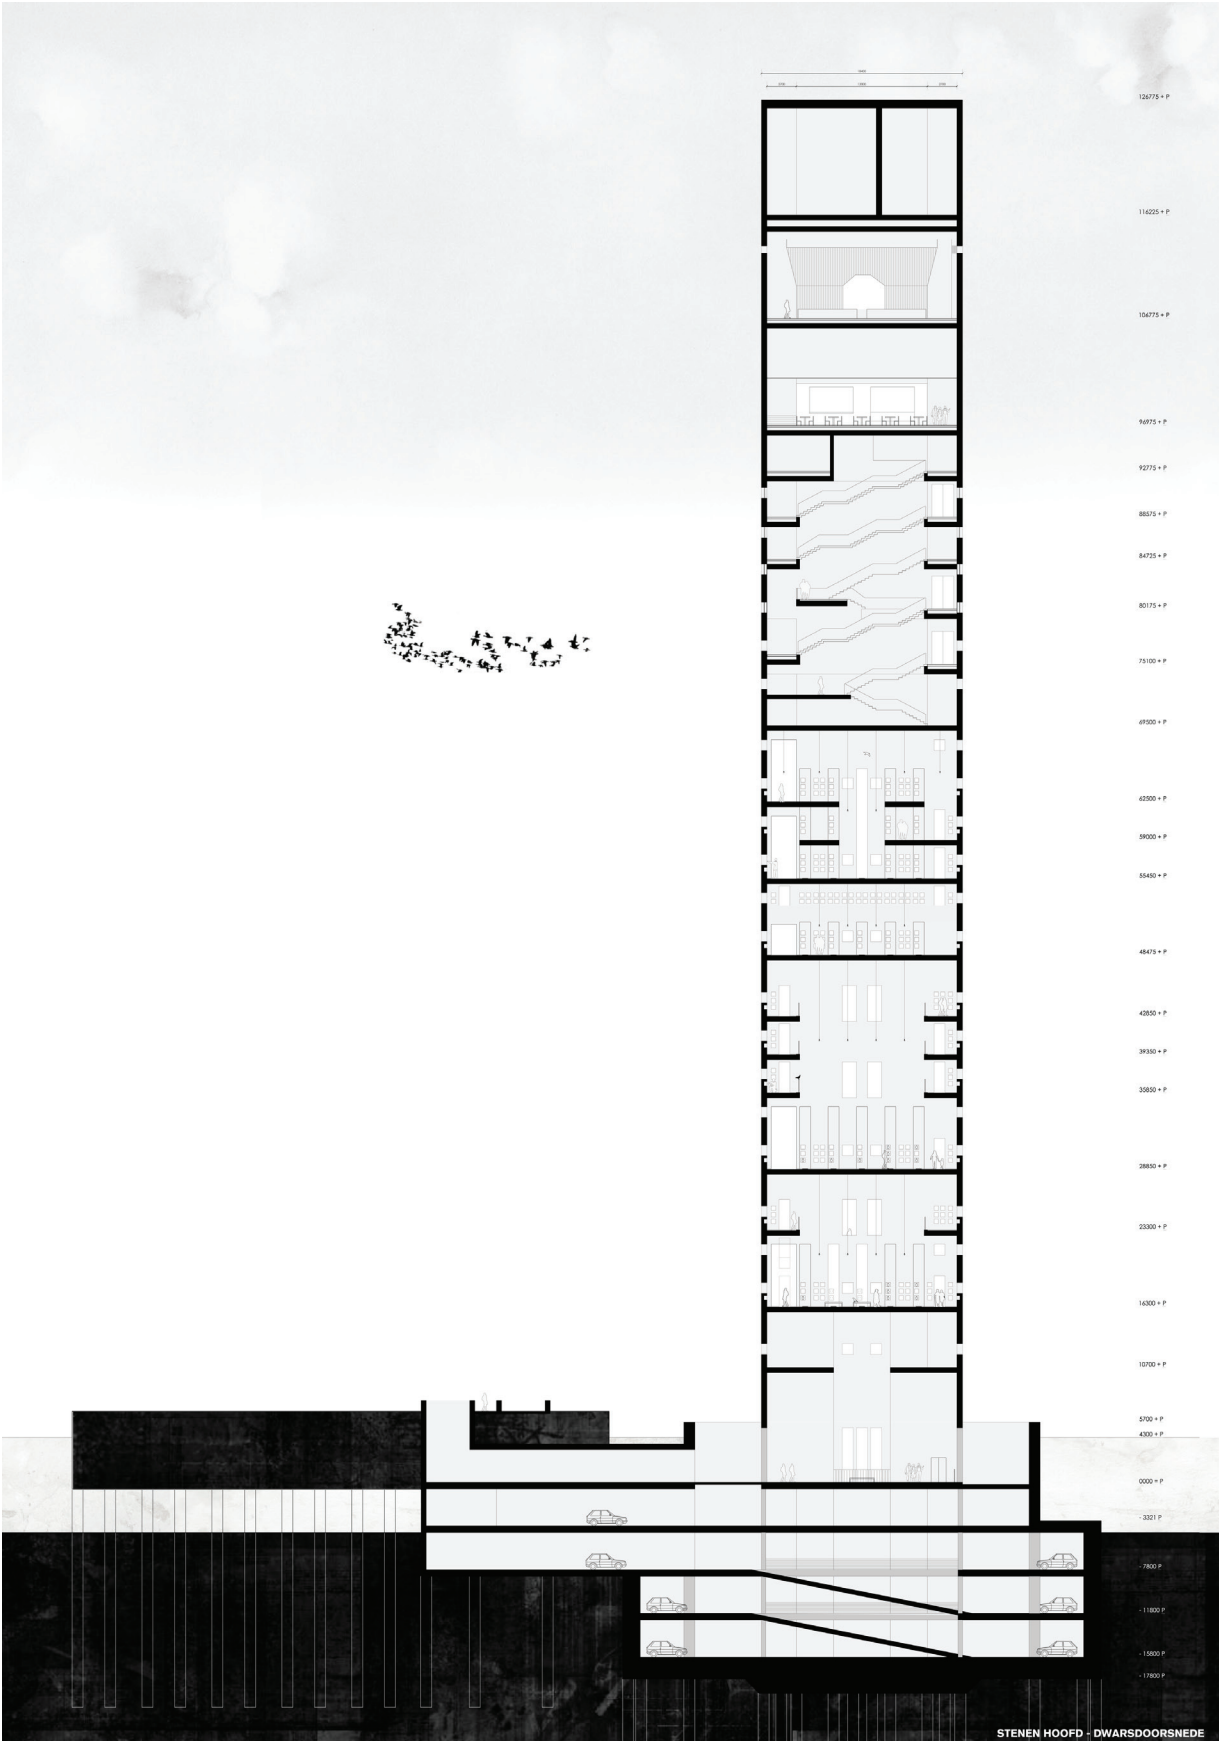 126775 + P
116225 + P
106775 + P
96975 + P
92775 + P
88575 + P
84725 + P
80175 + P
75100 + P
69500 + P
62500 + P
59000 + P
55450 + P
48475 + P
42850 + P
39350 + P
35850 + P
28850 + P
23300 + P
16300 + P
10700 + P
5700 + P
4300 + P
0000 + P
- 3321 P
- 7800 P
- 11800 P
- 15800 P
- 17800 P
STENEN HOOFD - DWARSDOORSNEDE